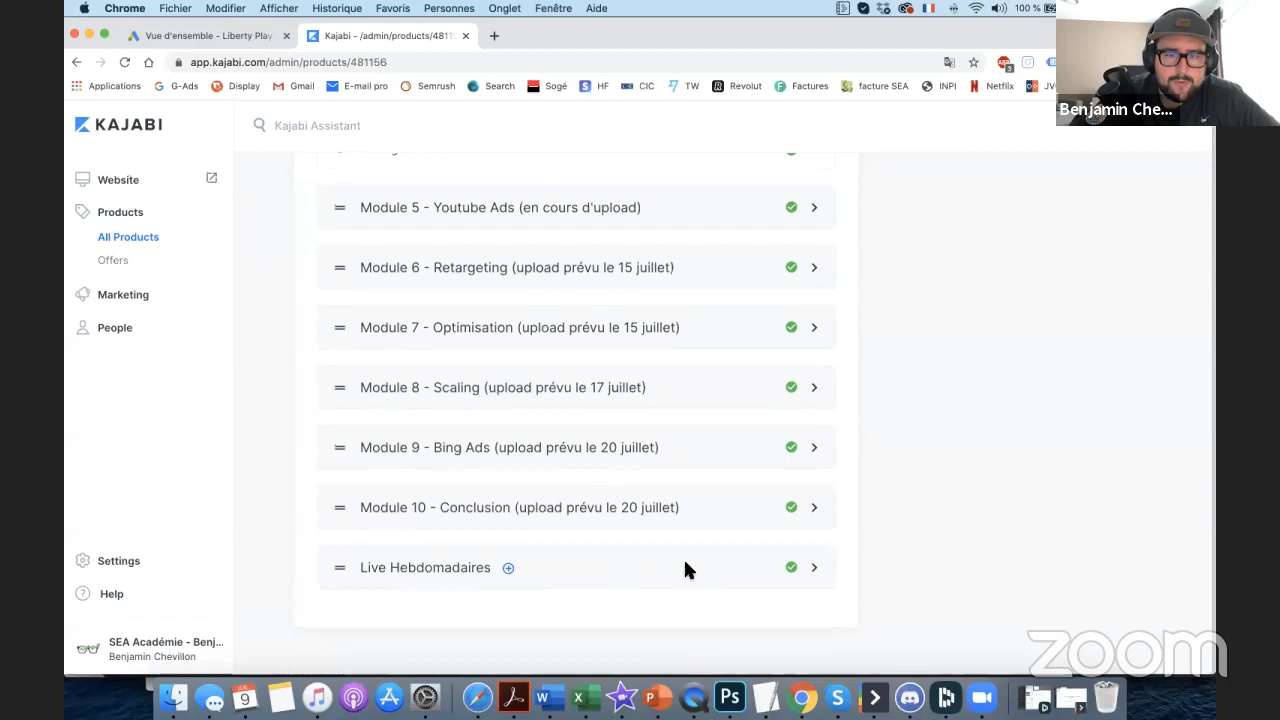 Chrome Fichier Modifier Afficher Historique Favoris Personnes Onglet Fenêtre Aide 100 %
Vue d'ensemble - Liberty Play
Kajabi - /admin/products/4811
app.kajabi.com/admin/products/481156
Applications G-Ads Display Gmail E-mail pro Semrush Search Sogé HF CIC TW Revolut Factures facture SEA INPI Netflix
Benjamin Che...
KAJABI
Kajabi Assistant
Website
Products
All Products
Offers
Marketing
People
Module 5 - Youtube Ads (en cours d'upload)
Module 6 - Retargeting (upload prévu le 15 juillet)
Module 7 - Optimisation (upload prévu le 15 juillet)
Module 8 - Scaling (upload prévu le 17 juillet)
Module 9 - Bing Ads (upload prévu le 20 juillet)
Module 10 - Conclusion (upload prévu le 20 juillet)
Live Hebdomadaires
Settings
Help
SEA Académie - Benj...
Benjamin Chevillon
zoom
9
Ps